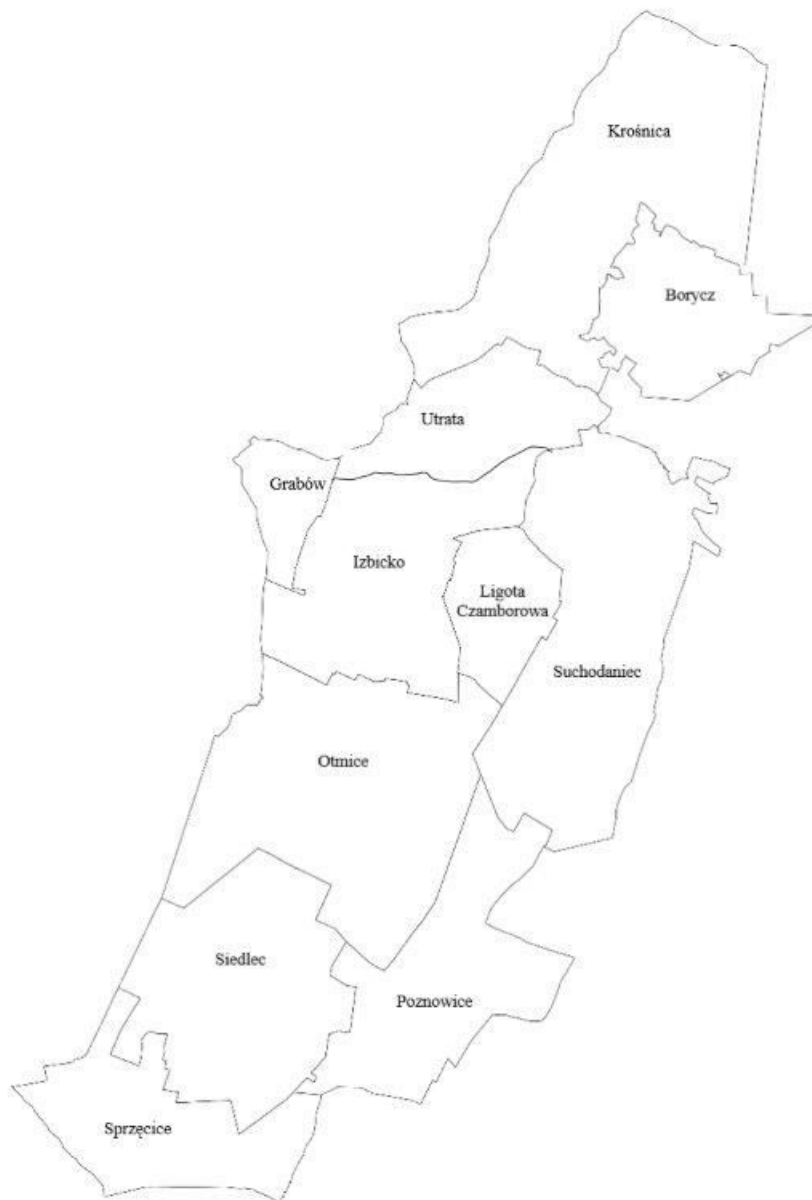 Krośnica
Borycz
Utrata
Grabów
Izbicko
Ligota
Czamborowa
Suchodaniec
Otmice
Siedlec
Poznowice
Sprzęcice